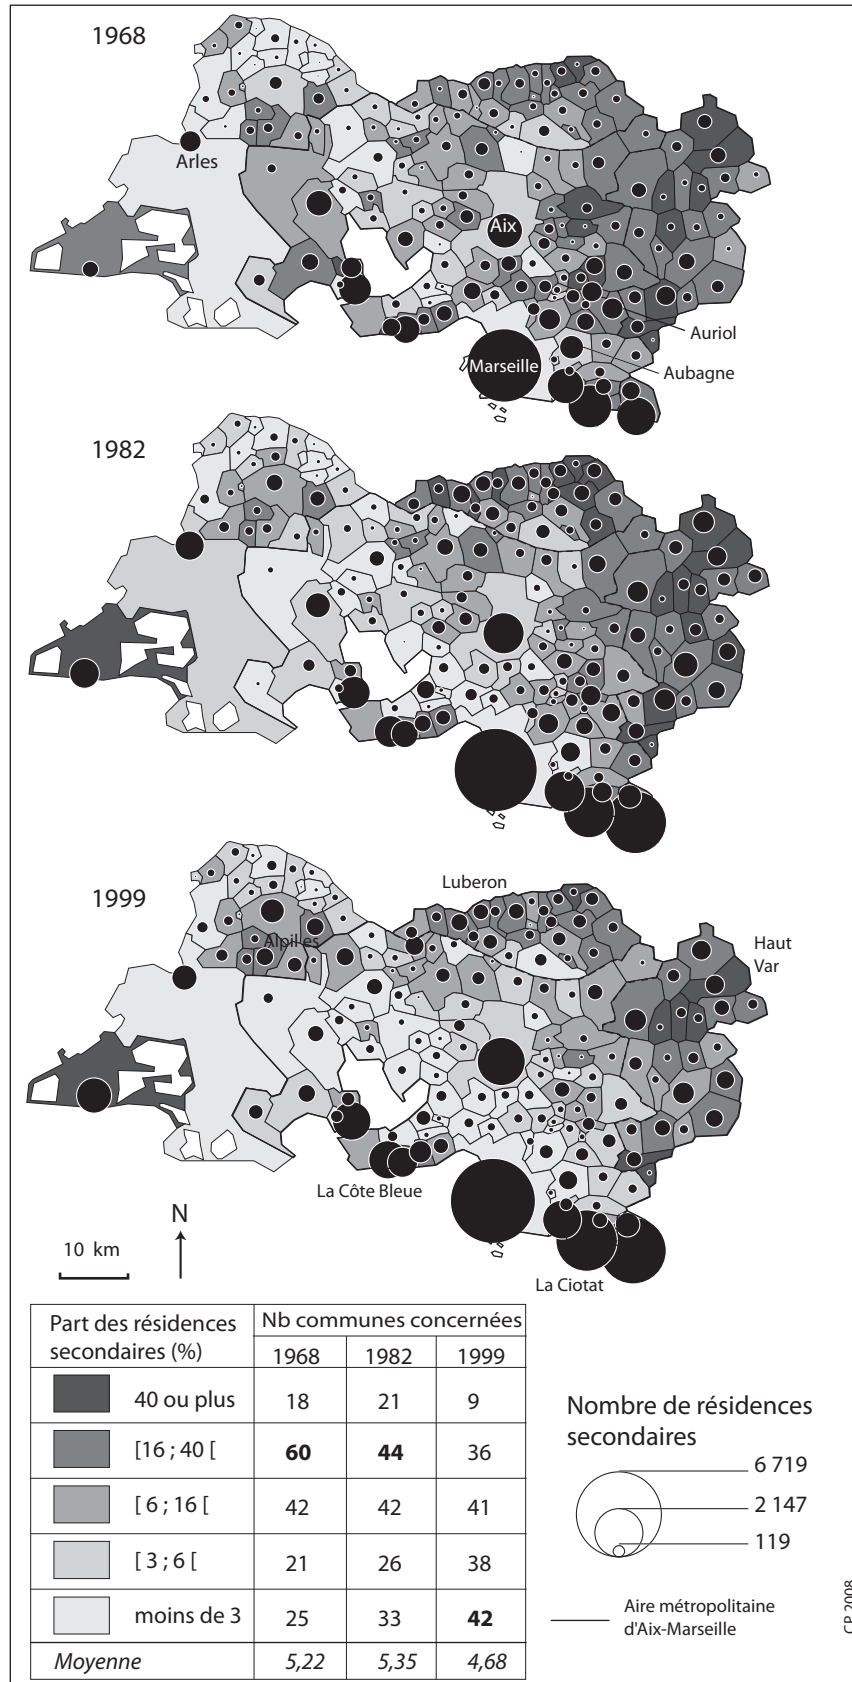 1968
Arles
Aix
Auriol
Marseille
Aubagne
1982
1999
Luberon
Alpilles
Haut
Var
La Côte Bleue
N
10 km
La Ciotat
Part des résidences
secondaires (%)
Nb communes concernées
1968 1982 1999
40 ou plus 18 21 9
[16 ; 40 [ 60 44 36
[ 6 ; 16 [ 42 42 41
[ 3 ; 6 [ 21 26 38
moins de 3 25 33 42
Moyenne 5,22 5,35 4,68
Nombre de résidences
secondaires
6 719
2 147
119
Aire métropolitaine
d'Aix-Marseille
C.P. 2008